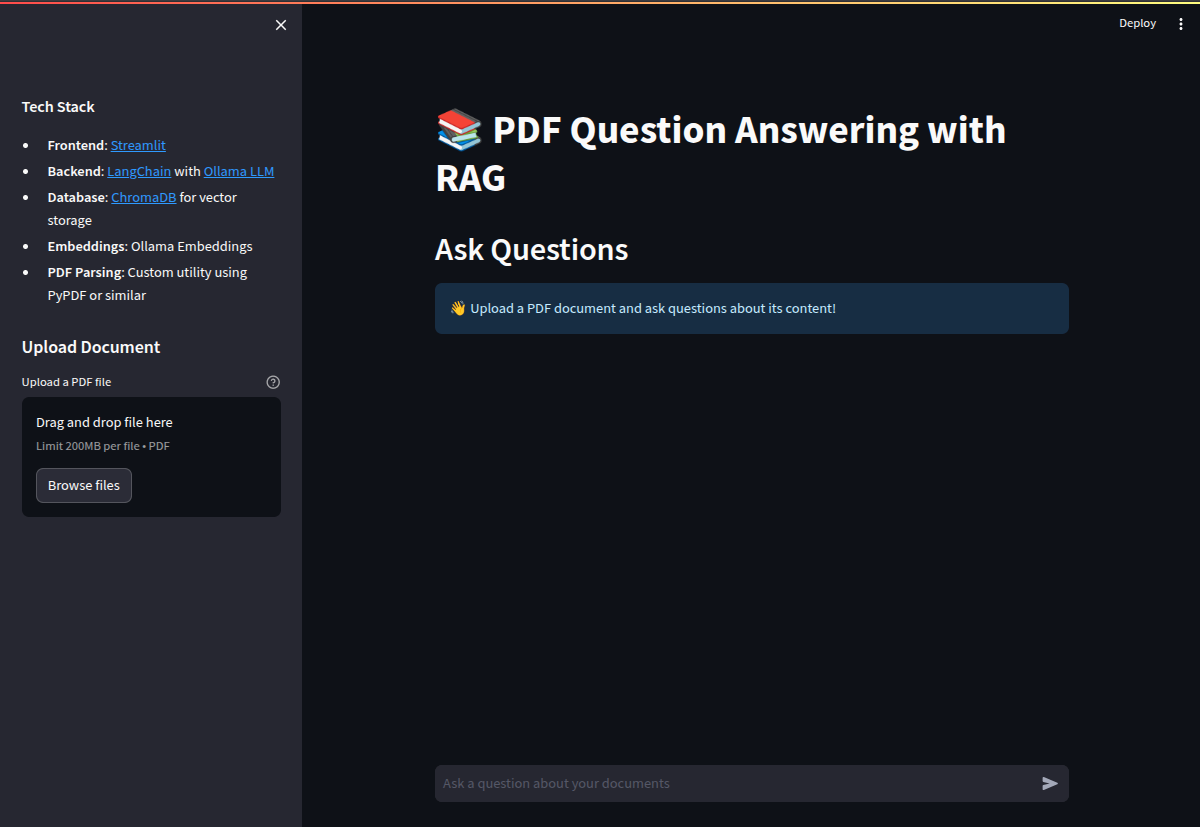 Deploy
Tech Stack
Frontend: Streamlit
Backend: LangChain with Ollama LLM
Database: ChromaDB for vector
storage
Embeddings: Ollama Embeddings
PDF Parsing: Custom utility using
PyPDF or similar
Upload Document
Upload a PDF file
Drag and drop file here
Limit 200MB per file • PDF
Browse files
📚 PDF Question Answering with
RAG
Ask Questions
👋 Upload a PDF document and ask questions about its content!
Ask a question about your documents